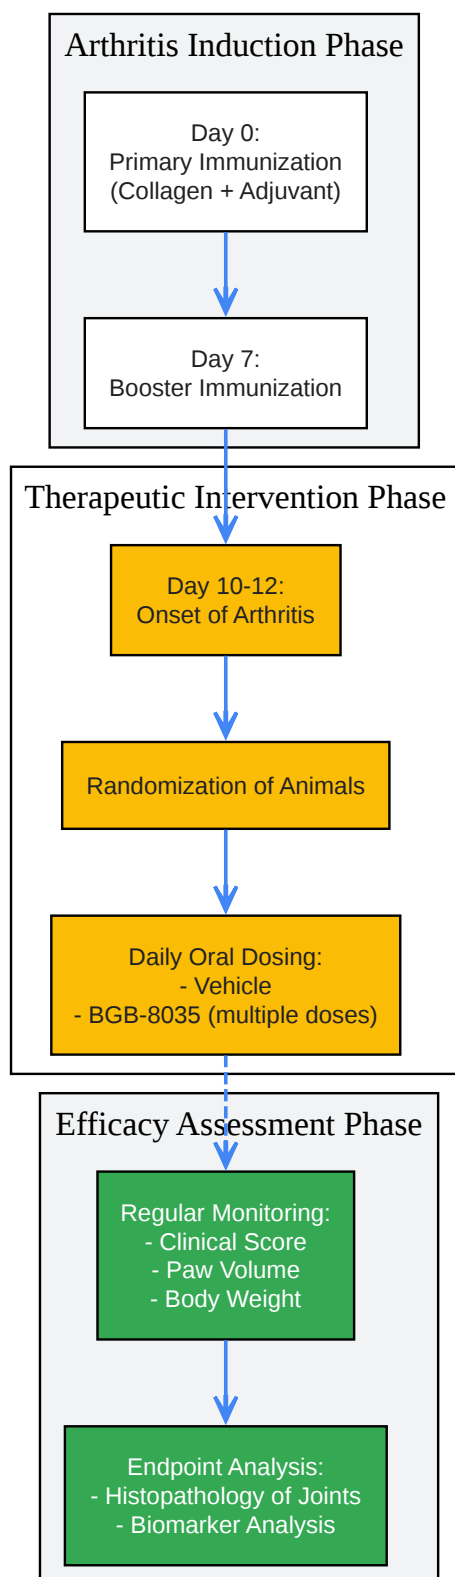 Arthritis Induction Phase
Day 0:
Primary Immunization
(Collagen + Adjuvant)
Day 7:
Booster Immunization
Therapeutic Intervention Phase
Day 10-12:
Onset of Arthritis
Randomization of Animals
Daily Oral Dosing:
- Vehicle
- BGB-8035 (multiple doses)
Efficacy Assessment Phase
Regular Monitoring:
- Clinical Score
- Paw Volume
- Body Weight
Endpoint Analysis:
- Histopathology of Joints
- Biomarker Analysis